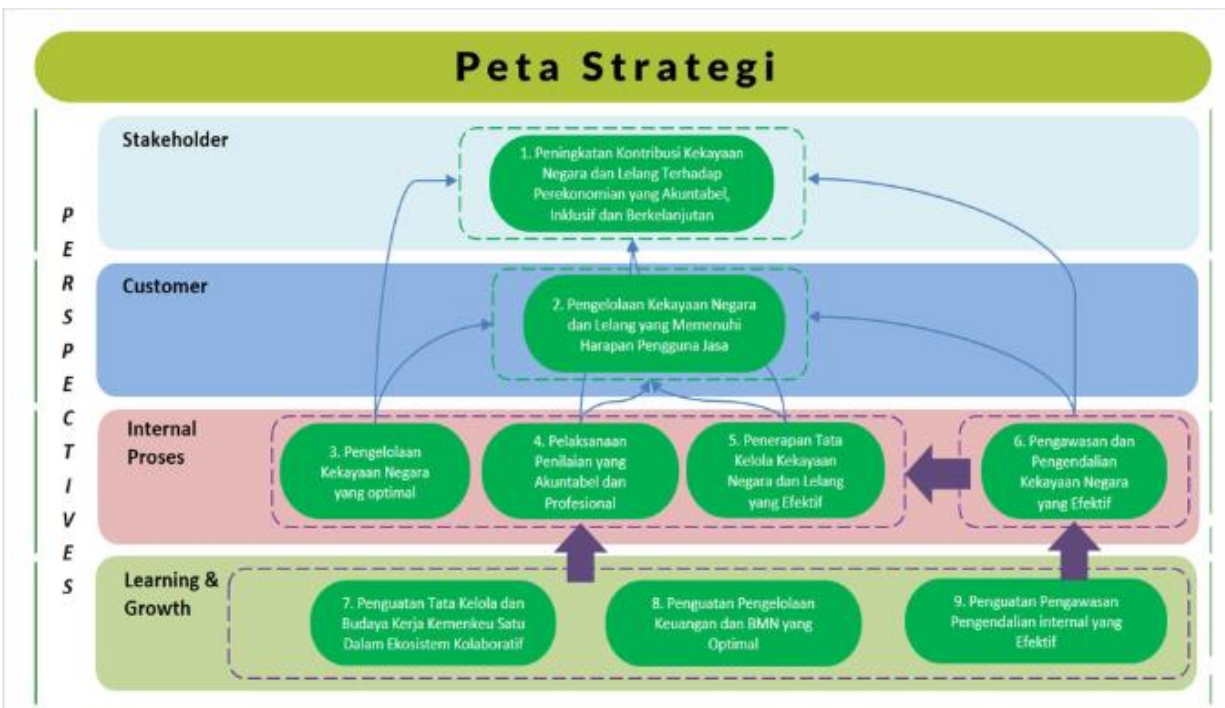 Peta Strategi
PERSPECTIVES
Stakeholder
1. Peningkatan Kontribusi Kekayaan
Negara dan Lelang Terhadap
Perekonomian yang Akuntabel,
Inklusif dan Berkelanjutan
Customer
2. Pengelolaan Kekayaan Negara
dan Lelang yang Memenuhi
Harapan Pengguna Jasa
Internal
Proses
3. Pengelolaan
Kekayaan Negara
yang optimal
4. Pelaksanaan
Penilaian yang
Akuntabel dan
Profesional
5. Penerapan Tata
Kelola Kekayaan
Negara dan Lelang
yang Efektif
6. Pengawasan dan
Pengendalian
Kekayaan Negara
yang Efektif
Learning &
Growth
7. Penguatan Tata Kelola dan
Budaya Kerja Kemenkeu Satu
Dalam Ekosistem Kolaboratif
8. Penguatan Pengelolaan
Keuangan dan BMN yang
Optimal
9. Penguatan Pengawasan
Pengendalian internal yang
Efektif